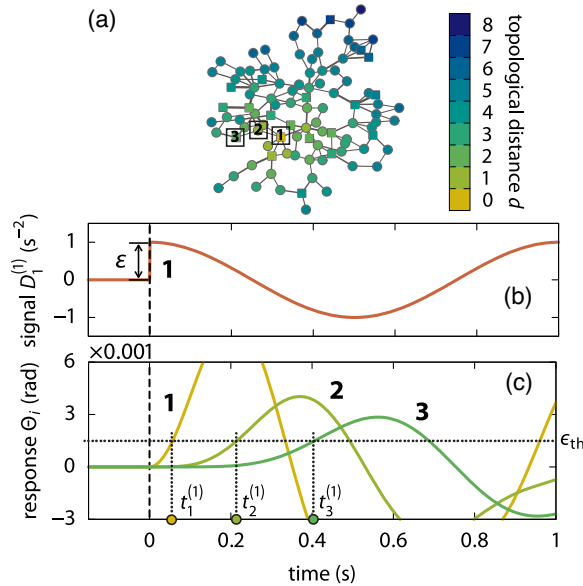 (a)
3 2 1
8
7
6
5
4
3
2
1
0
topological distance d
signal D₁⁽¹⁾ (s⁻²)
1
0
−1
ε
1
(b)
×0.001
response Θᵢ (rad)
6
3
0
−3
1
2
3
(c)
ϵth
t₁⁽¹⁾
t₂⁽¹⁾
t₃⁽¹⁾
0 0.2 0.4 0.6 0.8 1
time (s)